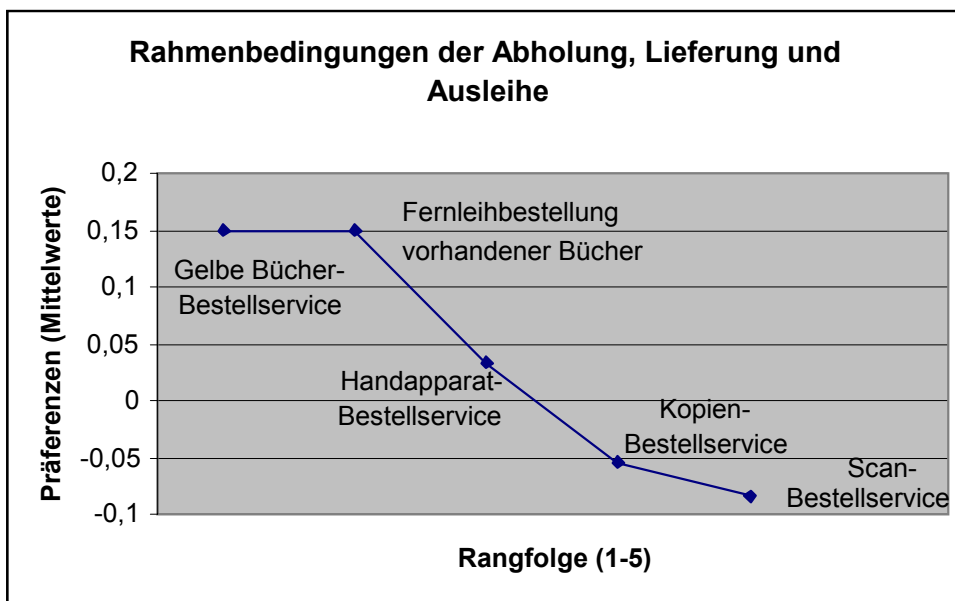 Rahmenbedingungen der Abholung, Lieferung und
Ausleihe
Präferenzen (Mittelwerte)
0,2
0,15
0,1
0,05
0
-0,05
-0,1
Gelbe Bücher-
Bestellservice
Fernleihbestellung
vorhandener Bücher
Handapparat-
Bestellservice
Kopien-
Bestellservice
Scan-
Bestellservice
Rangfolge (1-5)